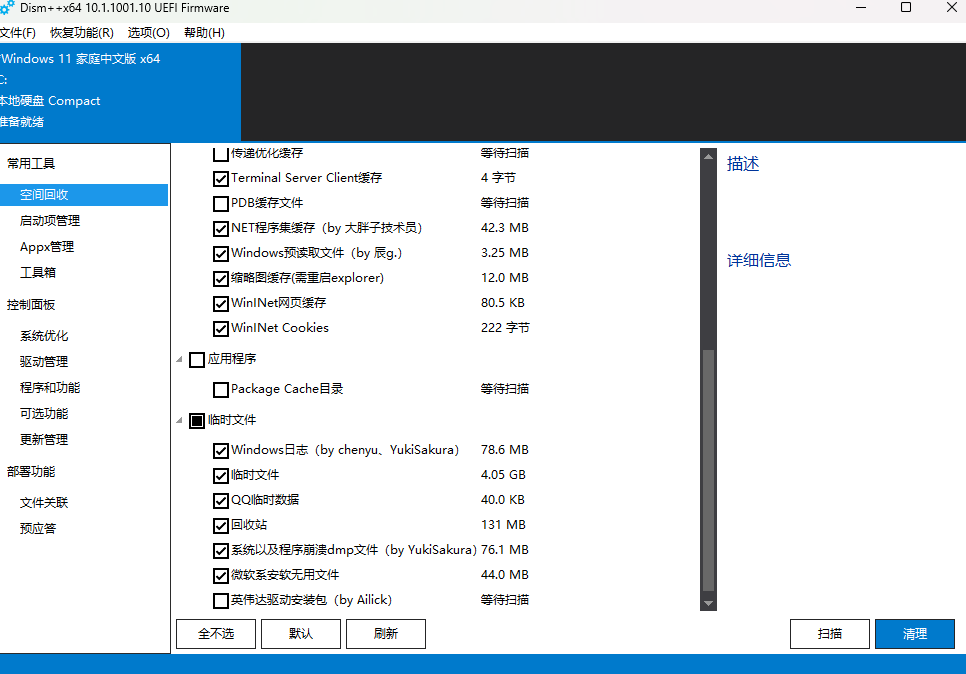 Dism++x64 10.1.1001.10 UEFI Firmware
文件(F) 恢复功能(R) 选项(O) 帮助(H)
Windows 11 家庭中文版 x64
C:
本地硬盘 Compact
准备就绪
常用工具
空间回收
启动项管理
Appx管理
工具箱
控制面板
系统优化
驱动管理
程序和功能
可选功能
更新管理
部署功能
文件关联
预应答
传递优化缓存 等待扫描
Terminal Server Client缓存 4 字节
PDB缓存文件 等待扫描
NET程序集缓存（by 大胖子技术员） 42.3 MB
Windows预读取文件（by 辰g.） 3.25 MB
缩略图缓存(需重启explorer) 12.0 MB
WinINet网页缓存 80.5 KB
WinINet Cookies 222 字节
应用程序
Package Cache目录 等待扫描
临时文件
Windows日志（by chenyu、YukiSakura） 78.6 MB
临时文件 4.05 GB
QQ临时数据 40.0 KB
回收站 131 MB
系统以及程序崩溃dmp文件（by YukiSakura） 76.1 MB
微软系安软无用文件 44.0 MB
英伟达驱动安装包（by Ailick） 等待扫描
描述
详细信息
全不选 默认 刷新 扫描 清理